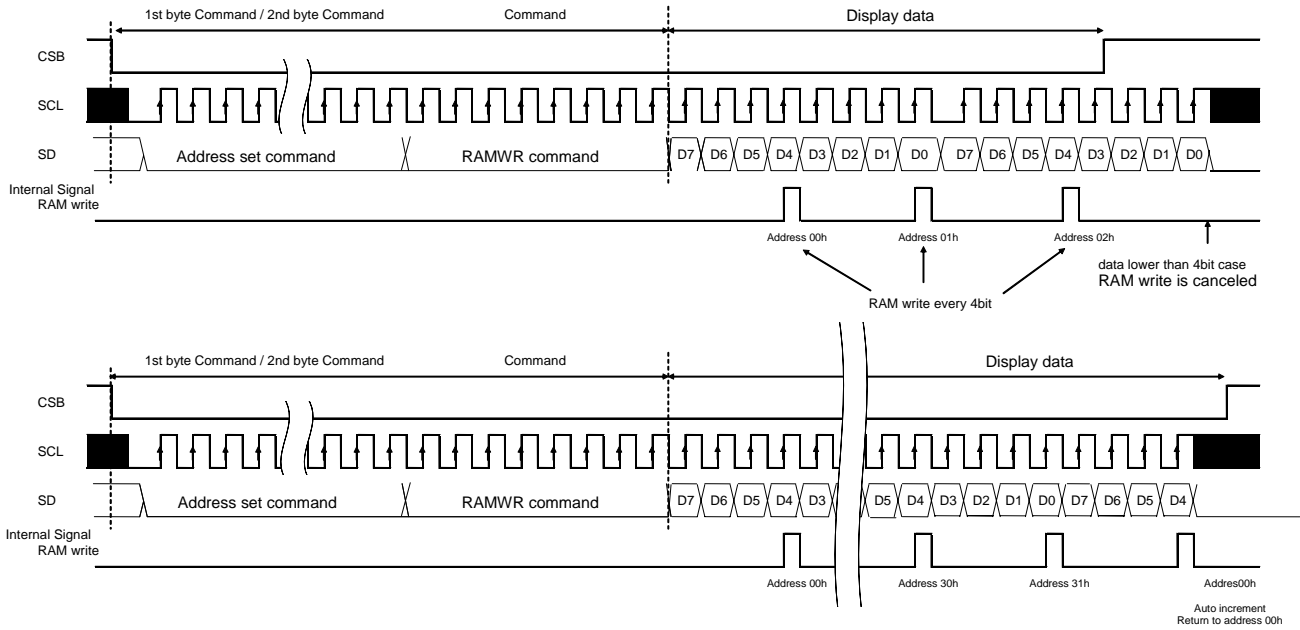 1st byte Command / 2nd byte Command Command Display data
CSB
SCL
SD Address set command RAMWR command D7 D6 D5 D4 D3 D2 D1 D0 D7 D6 D5 D4 D3 D2 D1 D0
Internal Signal
RAM write
Address 00h Address 01h Address 02h
data lower than 4bit case
RAM write is canceled
RAM write every 4bit
1st byte Command / 2nd byte Command Command Display data
CSB
SCL
SD Address set command RAMWR command D7 D6 D5 D4 D3 D5 D4 D3 D2 D1 D0 D7 D6 D5 D4
Internal Signal
RAM write
Address 00h Address 30h Address 31h Addres00h
Auto increment
Return to address 00h